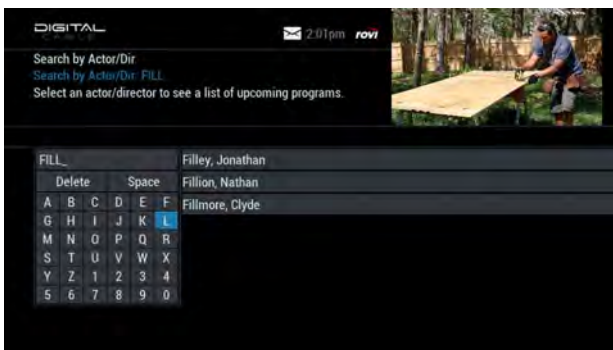 DIGITAL
CABLE
2:01pm rovi
Search by Actor/Dir
Search by Actor/Dir: FILL
Select an actor/director to see a list of upcoming programs.
FILL_
Filley, Jonathan
Delete Space
Fillion, Nathan
A B C D E F
Fillmore, Clyde
G H I J K L
M N O P Q R
S T U V W X
Y Z 1 2 3 4
5 6 7 8 9 0